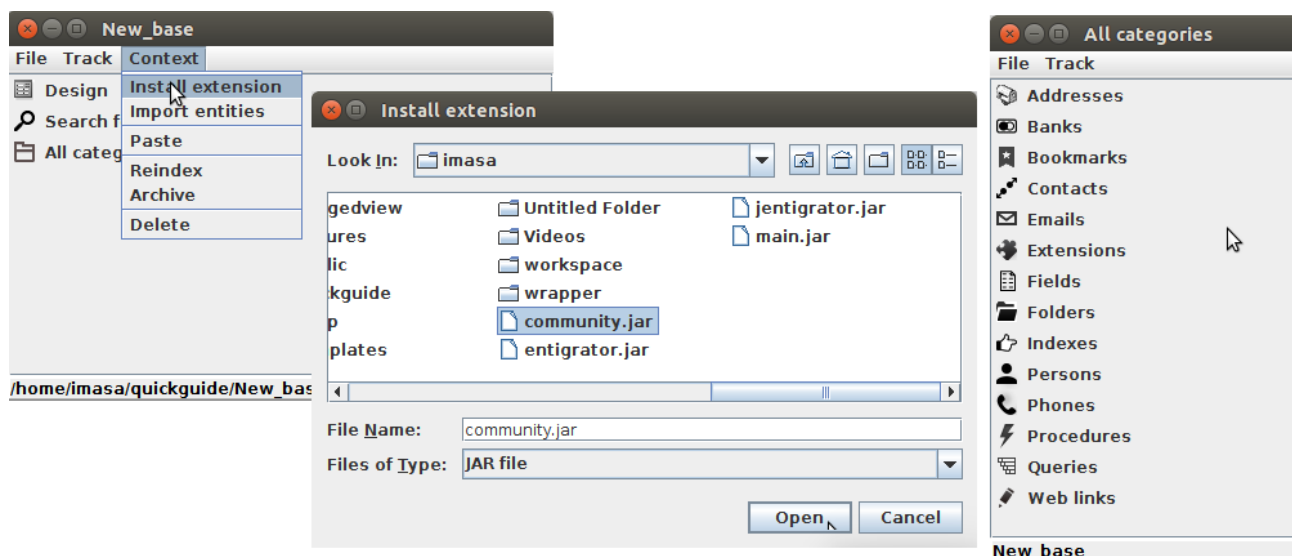 New_base
File Track Context
Design
Search f
All categ
Install extension
Import entities
Paste
Reindex
Archive
Delete
/home/imasa/quickguide/New_bas
Install extension
Look In: imasa
gedview
ures
lic
kguide
p
plates
Untitled Folder
Videos
workspace
wrapper
community.jar
entigrator.jar
jentigrator.jar
main.jar
File Name: community.jar
Files of Type: JAR file
Open Cancel
All categories
File Track
Addresses
Banks
Bookmarks
Contacts
Emails
Extensions
Fields
Folders
Indexes
Persons
Phones
Procedures
Queries
Web links
New_base